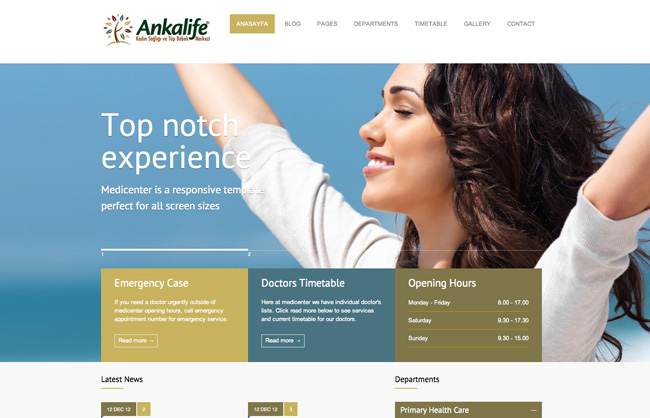 Ankalife®
Kadın Sağlığı ve Tüp Bebek Merkezi
ANASAYFA
BLOG
PAGES
DEPARTMENTS
TIMETABLE
GALLERY
CONTACT
Top notch
experience
Medicenter is a responsive template
perfect for all screen sizes
1
2
Emergency Case
If you need a doctor urgently outside of
medicenter opening hours, call emergency
appointment number for emergency service.
Read more →
Doctors Timetable
Here at medicenter we have individual doctor's
lists. Click read more below to see services
and current timetable for our doctors.
Read more →
Opening Hours
Monday - Friday 8.00 - 17.00
Saturday 9.30 - 17.30
Sunday 9.30 - 15.00
Latest News
12 DEC 12 2
12 DEC 12 3
Departments
Primary Health Care —